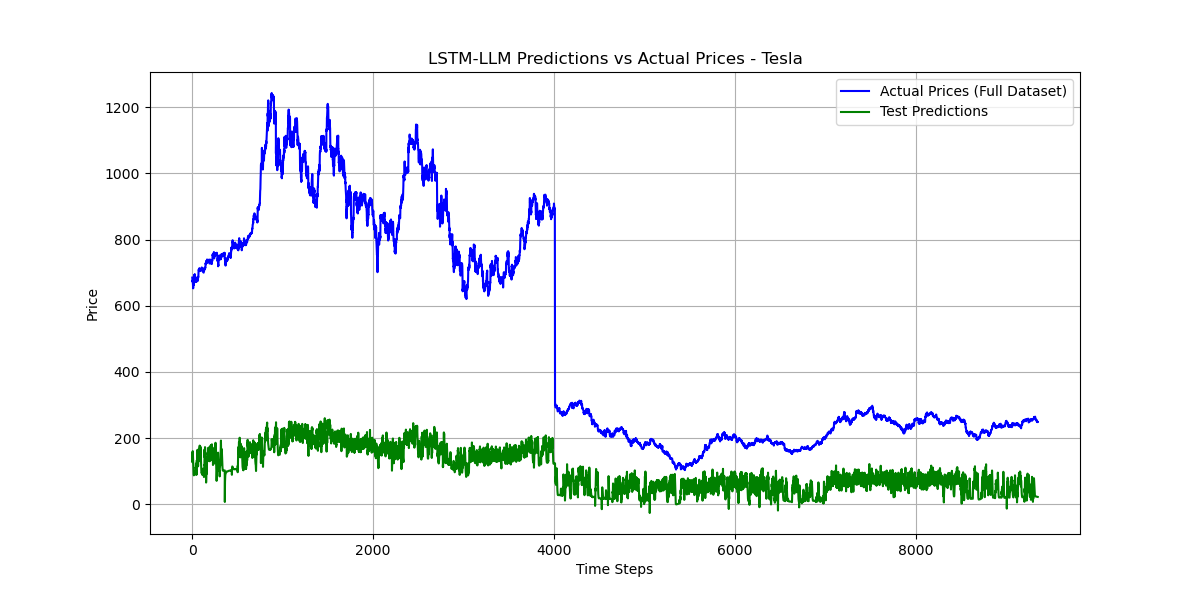 LSTM-LLM Predictions vs Actual Prices - Tesla
Actual Prices (Full Dataset)
Test Predictions
Price
1200
1000
800
600
400
200
0
0 2000 4000 6000 8000
Time Steps